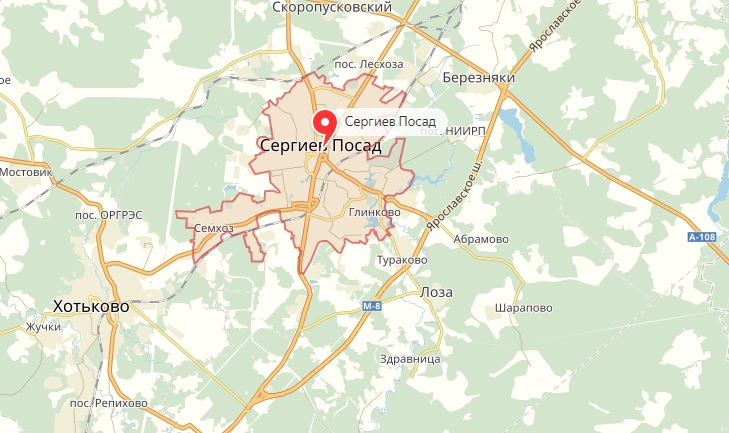 Скоропусковский
пос. Лесхоза
Ярославское
Березняки
Сергиев Посад
пос. НИИРП
Сергиев Посад
Мостовик
Ярославское ш.
пос. ОРГРЭС
Глинково
Семхоз
Абрамово
А-108
Тураково
Лоза
М-8
Хотьково
Шарапово
Жучки
Здравница
пос. Репихово